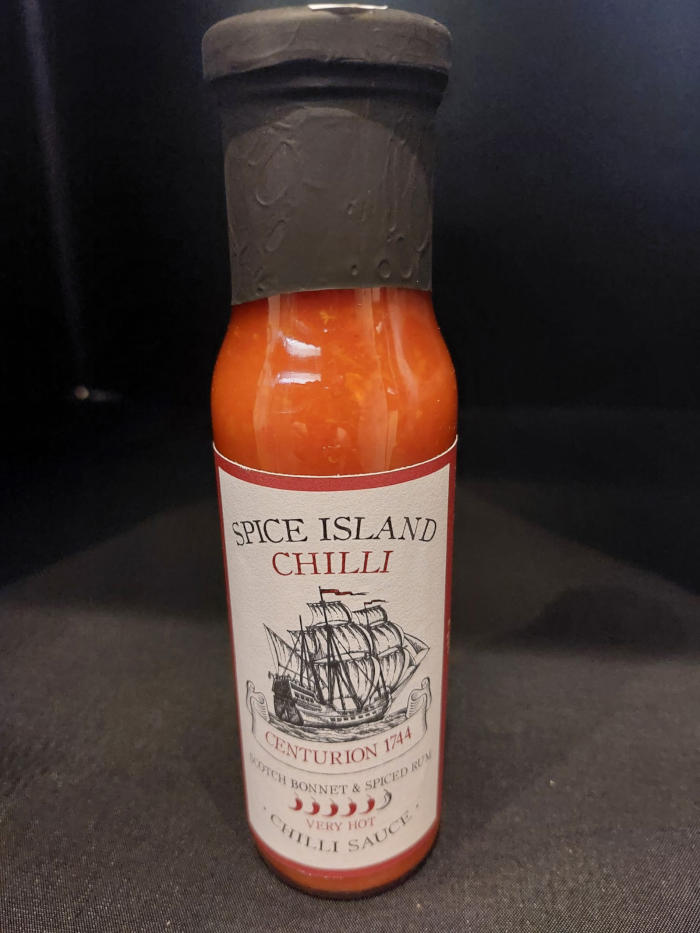 SPICE ISLAND
CHILLI
CENTURION 1744
SCOTCH BONNET & SPICED RUM
VERY HOT
· CHILLI SAUCE ·